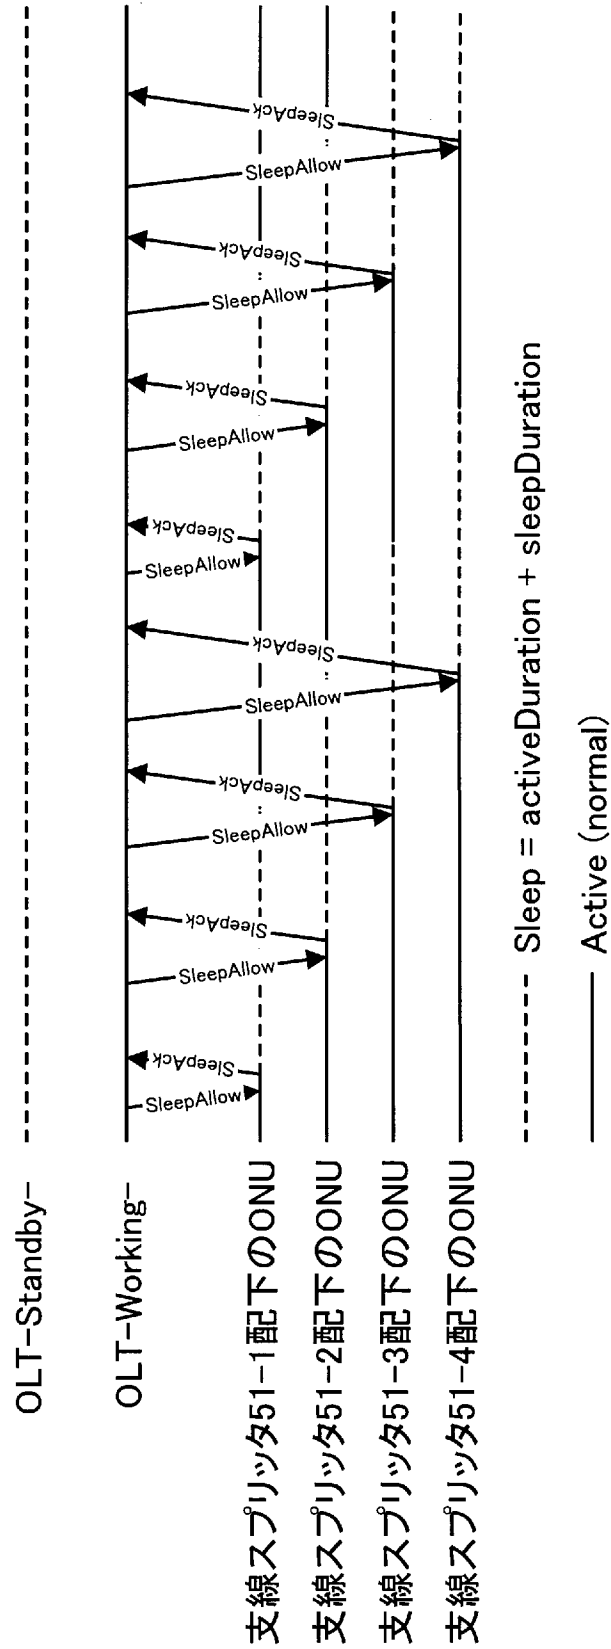 OLT-Standby-
OLT-Working-
支線スプリッタ51-1配下のONU
支線スプリッタ51-2配下のONU
支線スプリッタ51-3配下のONU
支線スプリッタ51-4配下のONU
SleepAllow
SleepAck
SleepAllow
SleepAck
SleepAllow
SleepAck
SleepAllow
SleepAck
SleepAllow
SleepAck
SleepAllow
SleepAck
SleepAllow
SleepAck
SleepAllow
SleepAck
Sleep = activeDuration + sleepDuration
Active (normal)